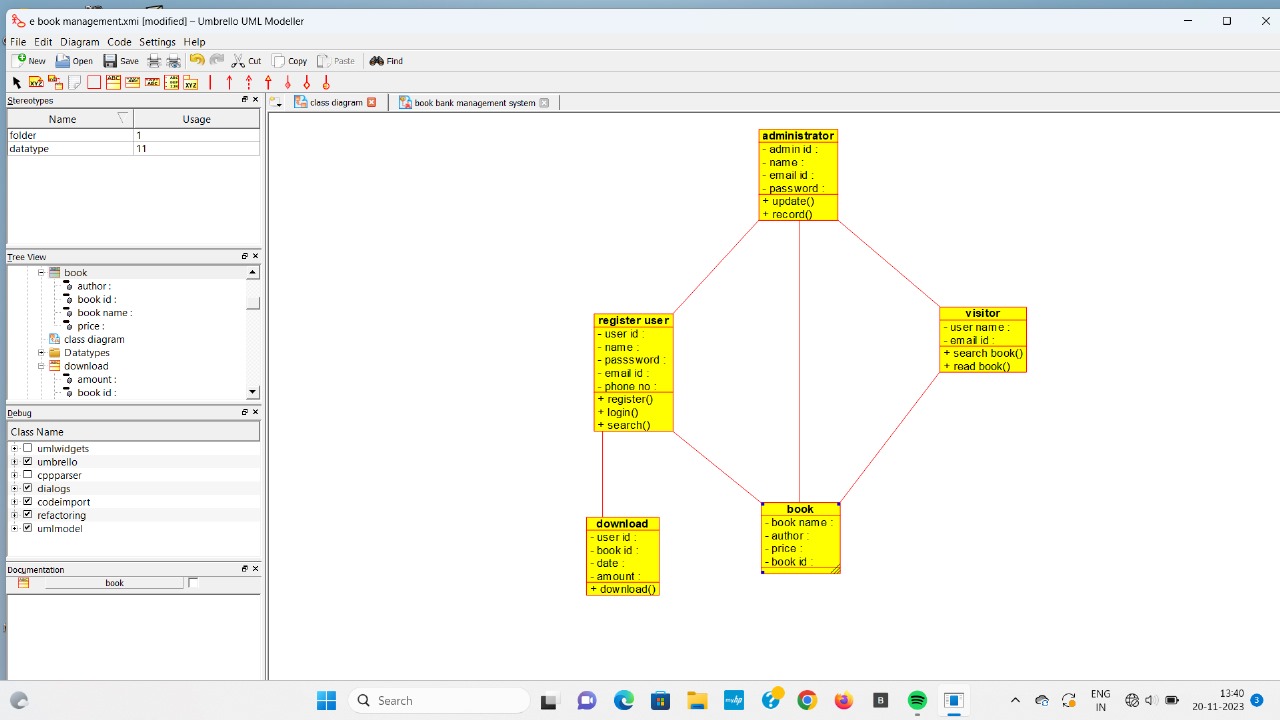 e book management.xmi [modified] – Umbrello UML Modeller
File Edit Diagram Code Settings Help
New Open Save Cut Copy Paste Find
Stereotypes
Name Usage
folder 1
datatype 11
Tree View
book
author :
book id :
book name :
price :
class diagram
Datatypes
download
amount :
book id :
Debug
Class Name
umlwidgets
umbrello
cppparser
dialogs
codeimport
refactoring
umlmodel
Documentation
book
class diagram
book bank management system
administrator
- admin id :
- name :
- email id :
- password :
+ update()
+ record()
register user
- user id :
- name :
- passsword :
- email id :
- phone no :
+ register()
+ login()
+ search()
visitor
- user name :
- email id :
+ search book()
+ read book()
download
- user id :
- book id :
- date :
- amount :
+ download()
book
- book name :
- author :
- price :
- book id :
Search
ENG
IN
13:40
20-11-2023
3